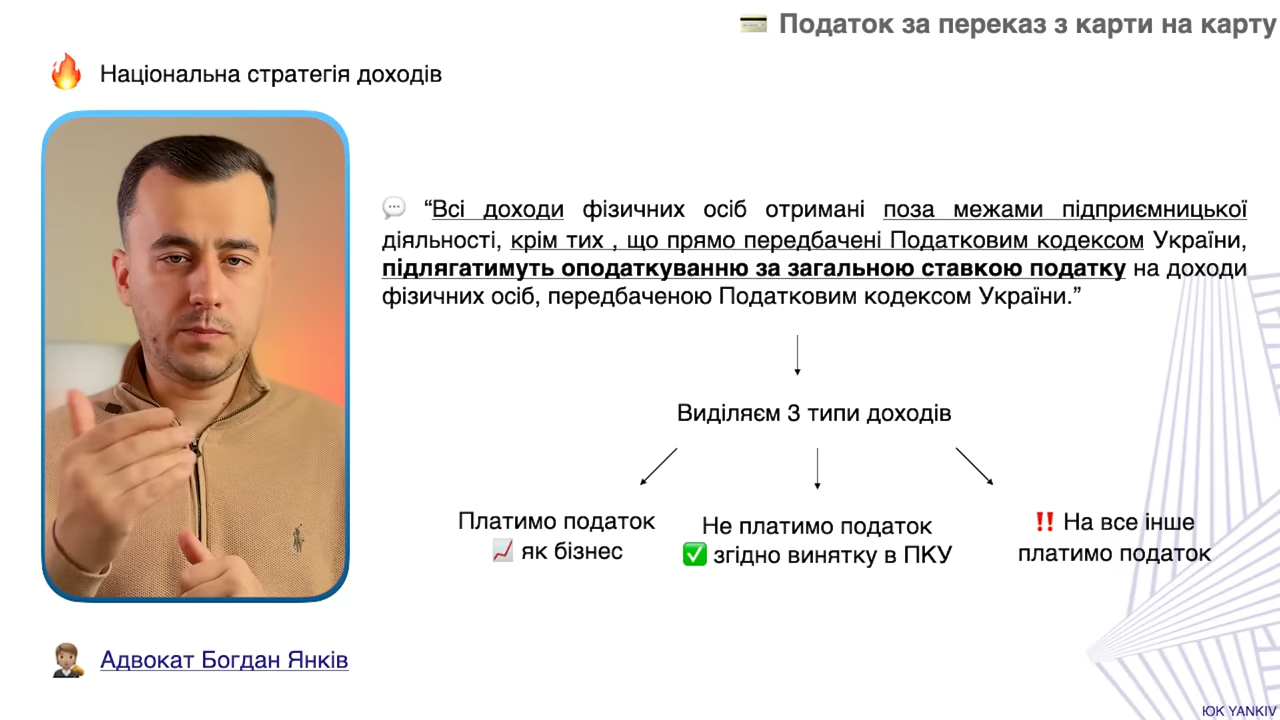 💳 Податок за переказ з карти на карту
🔥 Національна стратегія доходів
💬 “Всі доходи фізичних осіб отримані поза межами підприємницької
діяльності, крім тих , що прямо передбачені Податковим кодексом України,
підлягатимуть оподаткуванню за загальною ставкою податку на доходи
фізичних осіб, передбаченою Податковим кодексом України.”
Виділяєм 3 типи доходів
Платимо податок
📈 як бізнес
Не платимо податок
✅ згідно винятку в ПКУ
‼️ На все інше
платимо податок
Адвокат Богдан Янків
ЮК YANKIV